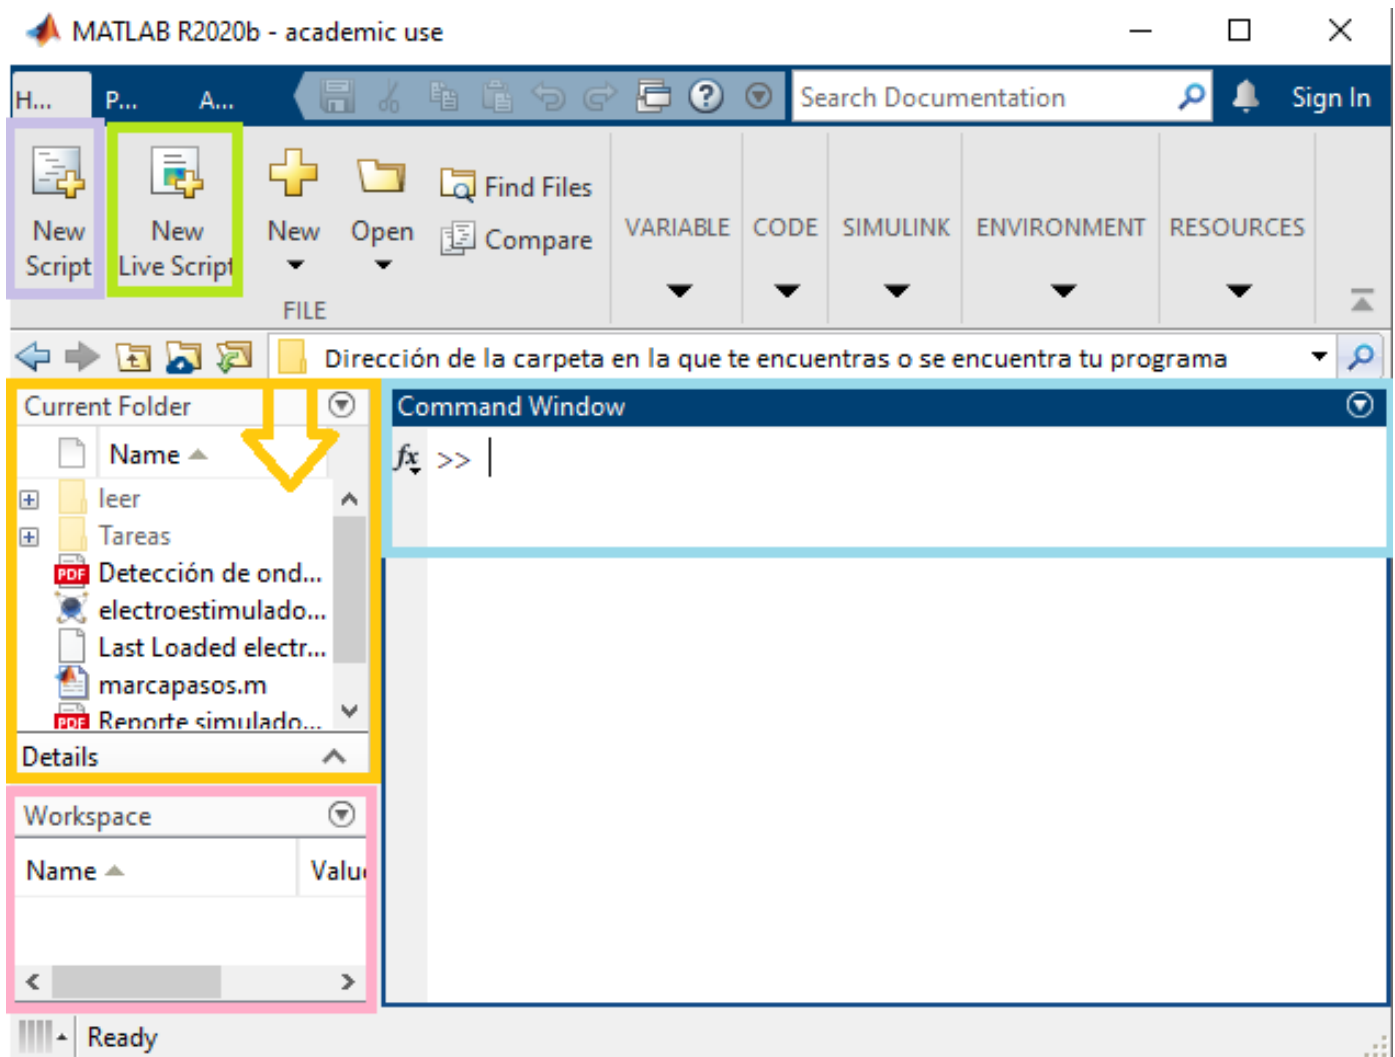 MATLAB R2020b - academic use
H... P... A... Search Documentation Sign In
New Script
New Live Script
New
Open
Find Files
Compare
FILE
VARIABLE
CODE
SIMULINK
ENVIRONMENT
RESOURCES
Dirección de la carpeta en la que te encuentras o se encuentra tu programa
Current Folder
Name
leer
Tareas
PDF Detección de ond...
electroestimulado...
Last Loaded electr...
marcapasos.m
PDF Reporte simulado...
Details
Workspace
Name Value
Command Window
fx >>
Ready